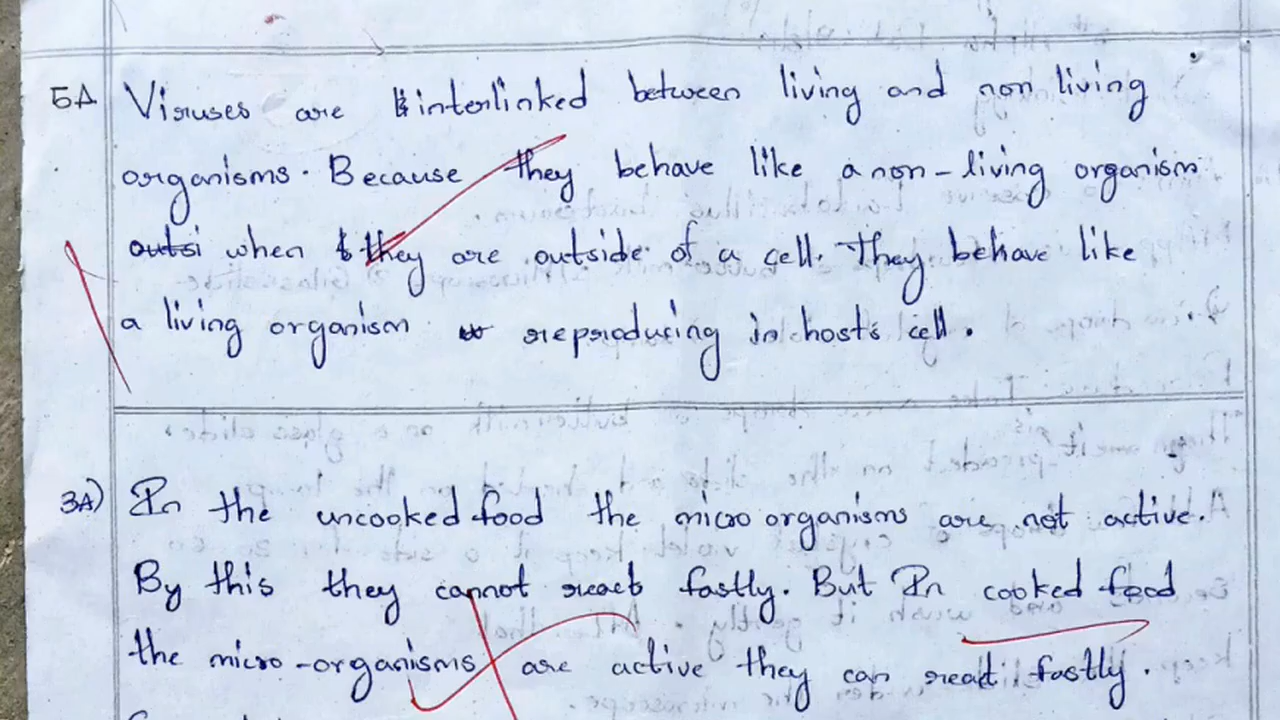 5A Viruses are interlinked between living and non living
organisms. Because they behave like a non-living organism
outsi when they are outside of a cell. They behave like
a living organism reproducing in hosts cell.
3A) In the uncooked food the micro organisms are not active.
By this they cannot react fastly. But In cooked food
the micro-organisms are active they can react fastly.